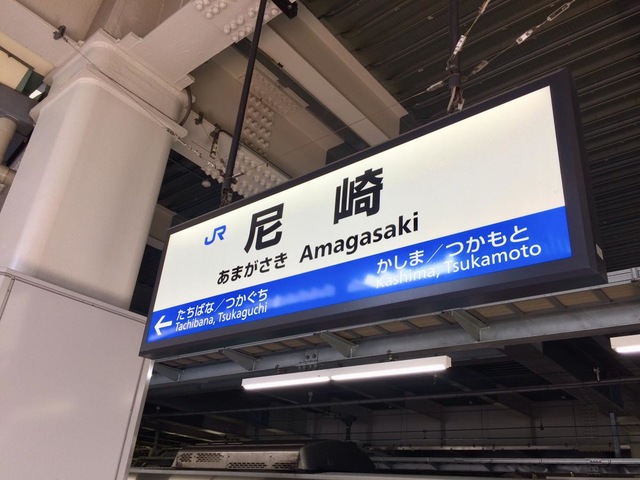 JR 尼崎
あまがさき Amagasaki
かしま／つかもと
Kashima, Tsukamoto
← たちばな／つかぐち
Tachibana, Tsukaguchi